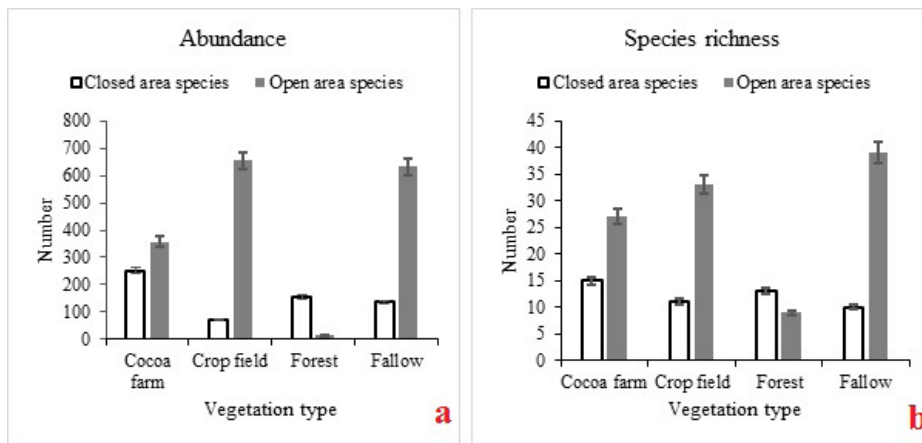 Abundance
Closed area species Open area species
800
700
600
500
400
300
200
100
0
Number
Cocoa farm Crop field Forest Fallow
Vegetation type
a
Species richness
Closed area species Open area species
45
40
35
30
25
20
15
10
5
0
Number
Cocoa farm Crop field Forest Fallow
Vegetation type
b